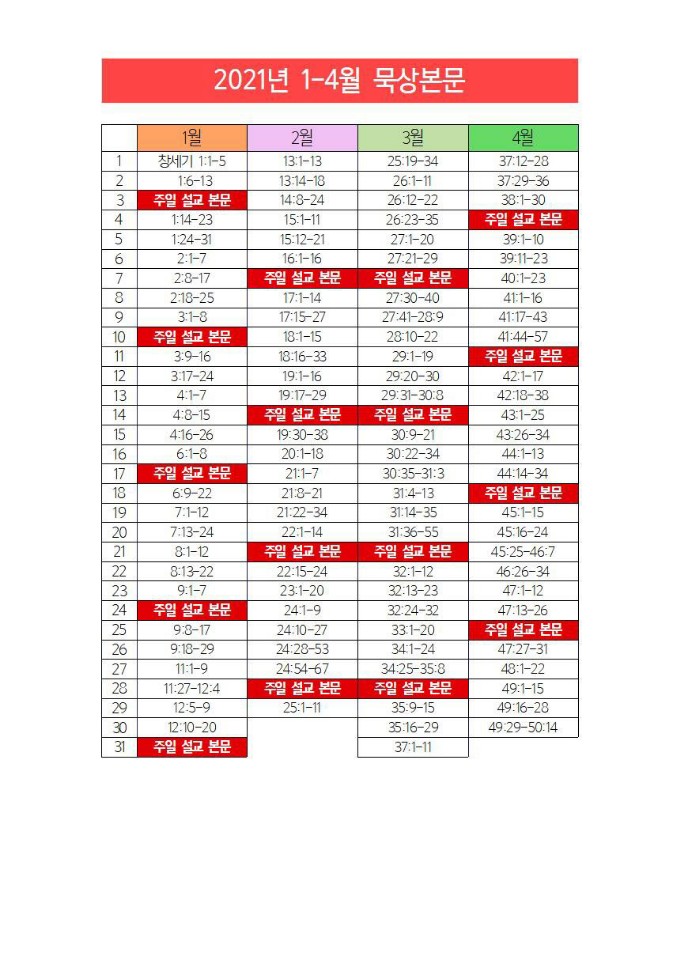 2021년 1-4월 묵상본문
1월 2월 3월 4월
1 창세기 1:1-5 13:1-13 25:19-34 37:12-28
2 1:6-13 13:14-18 26:1-11 37:29-36
3 주일 설교 본문 14:8-24 26:12-22 38:1-30
4 1:14-23 15:1-11 26:23-35 주일 설교 본문
5 1:24-31 15:12-21 27:1-20 39:1-10
6 2:1-7 16:1-16 27:21-29 39:11-23
7 2:8-17 주일 설교 본문 주일 설교 본문 40:1-23
8 2:18-25 17:1-14 27:30-40 41:1-16
9 3:1-8 17:15-27 27:41-28:9 41:17-43
10 주일 설교 본문 18:1-15 28:10-22 41:44-57
11 3:9-16 18:16-33 29:1-19 주일 설교 본문
12 3:17-24 19:1-16 29:20-30 42:1-17
13 4:1-7 19:17-29 29:31-30:8 42:18-38
14 4:8-15 주일 설교 본문 주일 설교 본문 43:1-25
15 4:16-26 19:30-38 30:9-21 43:26-34
16 6:1-8 20:1-18 30:22-34 44:1-13
17 주일 설교 본문 21:1-7 30:35-31:3 44:14-34
18 6:9-22 21:8-21 31:4-13 주일 설교 본문
19 7:1-12 21:22-34 31:14-35 45:1-15
20 7:13-24 22:1-14 31:36-55 45:16-24
21 8:1-12 주일 설교 본문 주일 설교 본문 45:25-46:7
22 8:13-22 22:15-24 32:1-12 46:26-34
23 9:1-7 23:1-20 32:13-23 47:1-12
24 주일 설교 본문 24:1-9 32:24-32 47:13-26
25 9:8-17 24:10-27 33:1-20 주일 설교 본문
26 9:18-29 24:28-53 34:1-24 47:27-31
27 11:1-9 24:54-67 34:25-35:8 48:1-22
28 11:27-12:4 주일 설교 본문 주일 설교 본문 49:1-15
29 12:5-9 25:1-11 35:9-15 49:16-28
30 12:10-20 35:16-29 49:29-50:14
31 주일 설교 본문 37:1-11